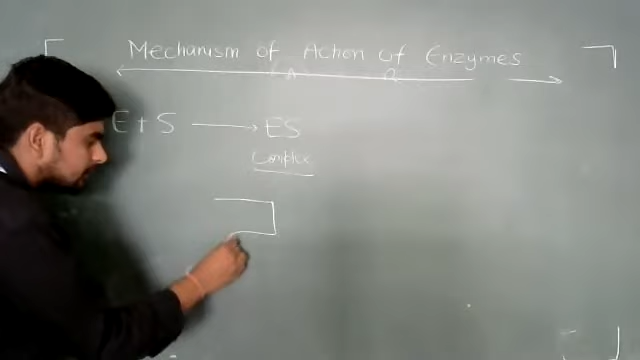 Mechanism of Action of Enzymes
E + S ⟶ ES
Complex